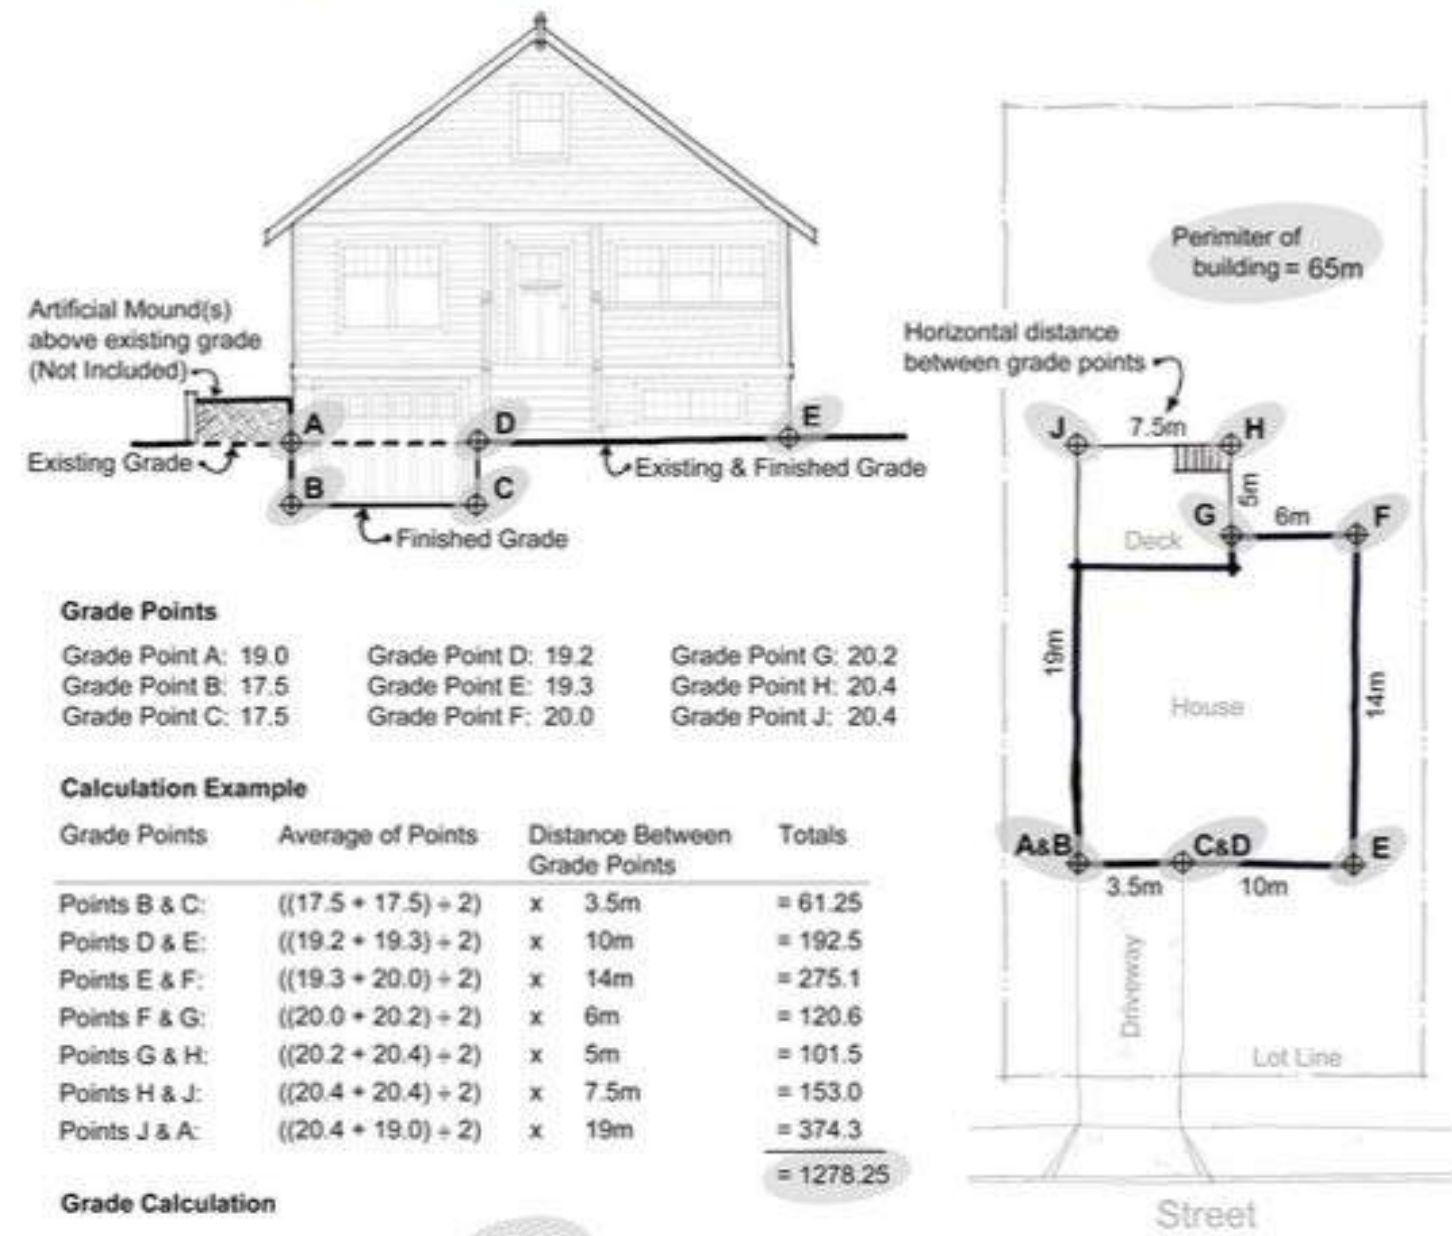 Artificial Mound(s)
above existing grade
(Not Included)
A
D
E
Existing Grade
B
C
Existing & Finished Grade
Finished Grade
Perimiter of
building = 65m
Horizontal distance
between grade points
J
7.5m
H
5m
G
6m
F
Deck
19m
House
14m
A&B
C&D
E
3.5m
10m
Driveway
Lot Line
Street
Grade Points
Grade Point A: 19.0 Grade Point D: 19.2 Grade Point G: 20.2
Grade Point B: 17.5 Grade Point E: 19.3 Grade Point H: 20.4
Grade Point C: 17.5 Grade Point F: 20.0 Grade Point J: 20.4
Calculation Example
Grade Points Average of Points Distance Between Totals
Grade Points
Points B & C: ((17.5 + 17.5) ÷ 2) x 3.5m = 61.25
Points D & E: ((19.2 + 19.3) ÷ 2) x 10m = 192.5
Points E & F: ((19.3 + 20.0) ÷ 2) x 14m = 275.1
Points F & G: ((20.0 + 20.2) ÷ 2) x 6m = 120.6
Points G & H: ((20.2 + 20.4) ÷ 2) x 5m = 101.5
Points H & J: ((20.4 + 20.4) ÷ 2) x 7.5m = 153.0
Points J & A: ((20.4 + 19.0) ÷ 2) x 19m = 374.3
= 1278.25
Grade Calculation